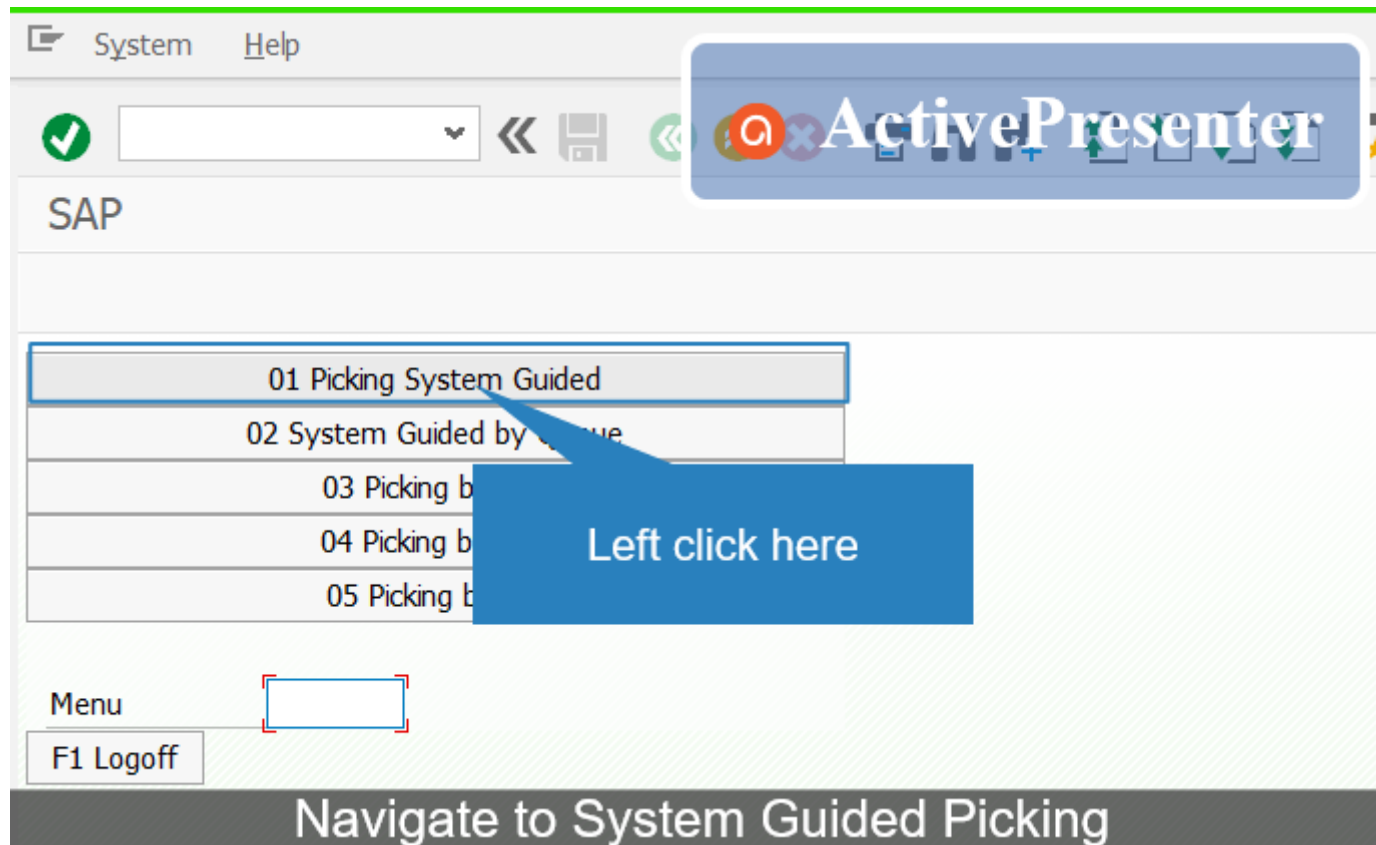 System Help
ActivePresenter
SAP
01 Picking System Guided
02 System Guided by
03 Picking
04 Picking
05 Picking
Left click here
Menu
F1 Logoff
Navigate to System Guided Picking